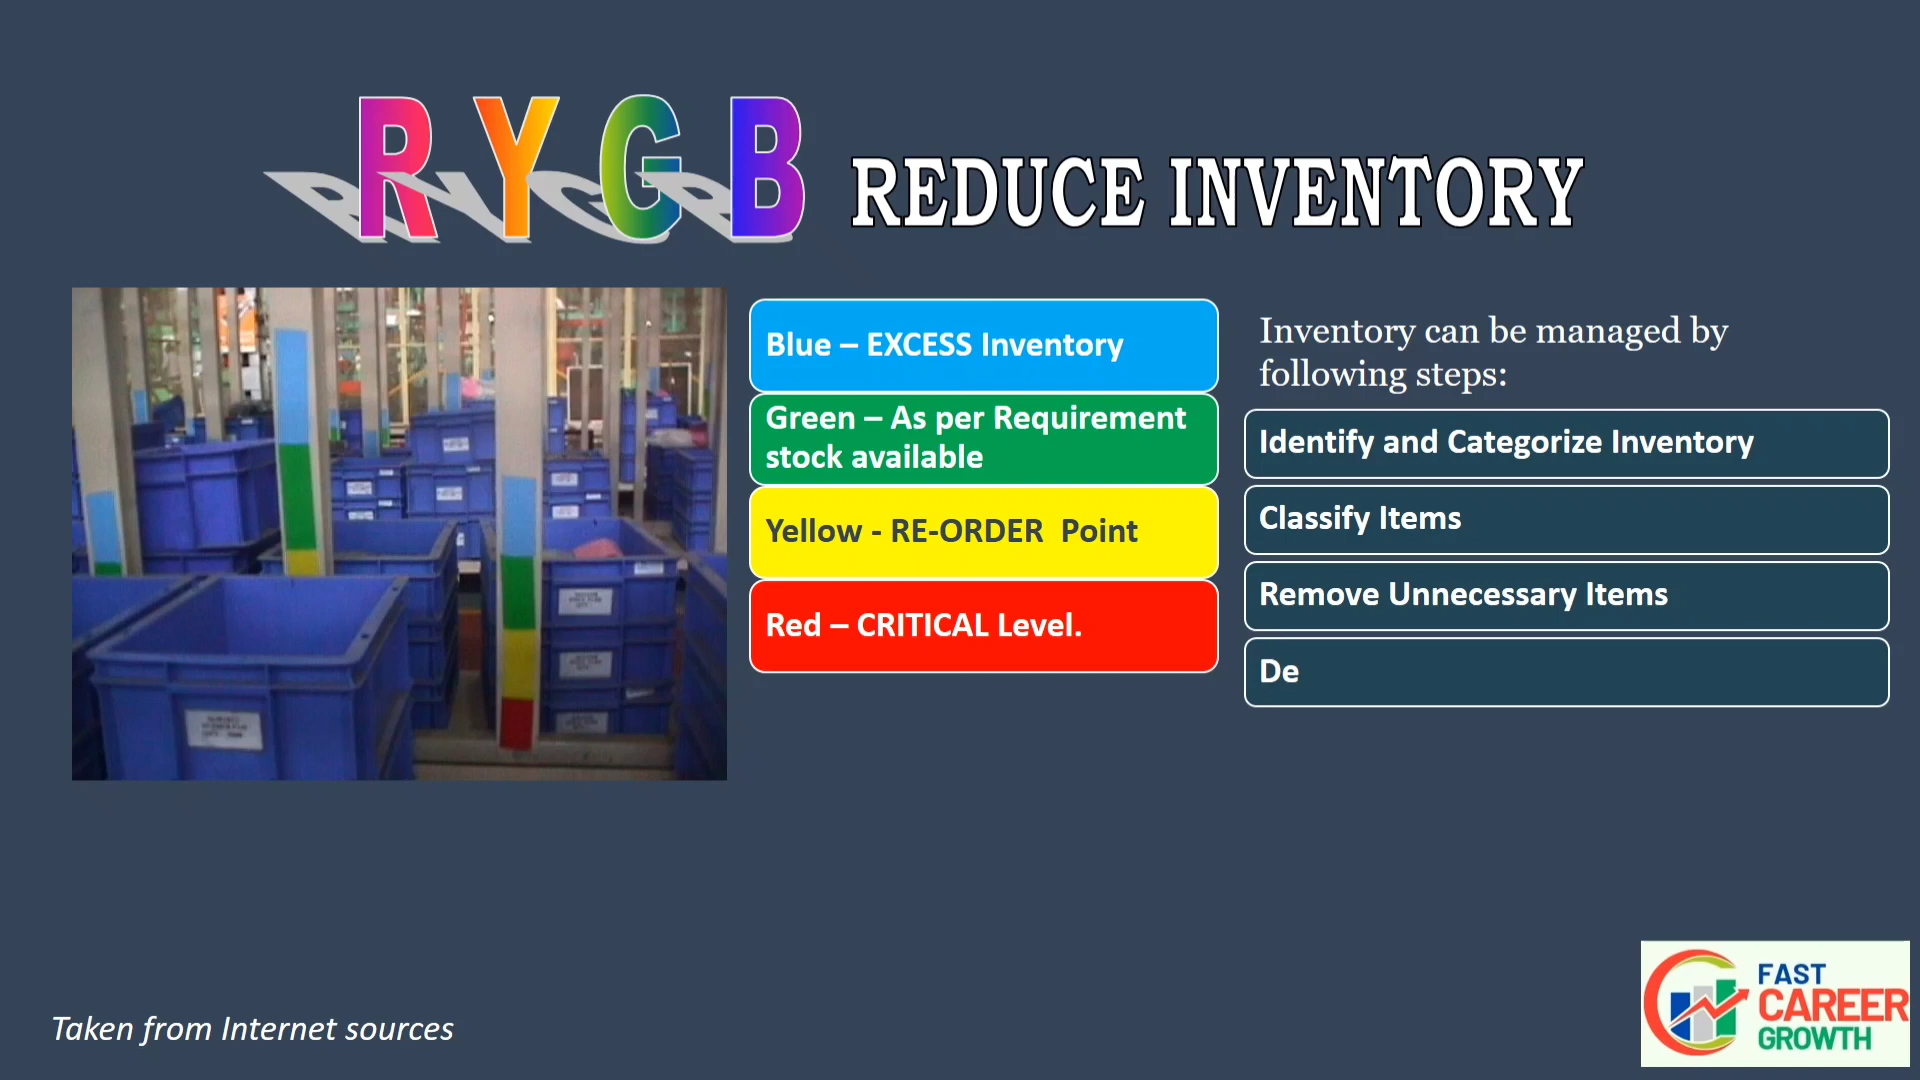 RYGB REDUCE INVENTORY
Blue – EXCESS Inventory
Green – As per Requirement
stock available
Yellow - RE-ORDER Point
Red – CRITICAL Level.
Inventory can be managed by
following steps:
Identify and Categorize Inventory
Classify Items
Remove Unnecessary Items
De
Taken from Internet sources
FAST
CAREER
GROWTH